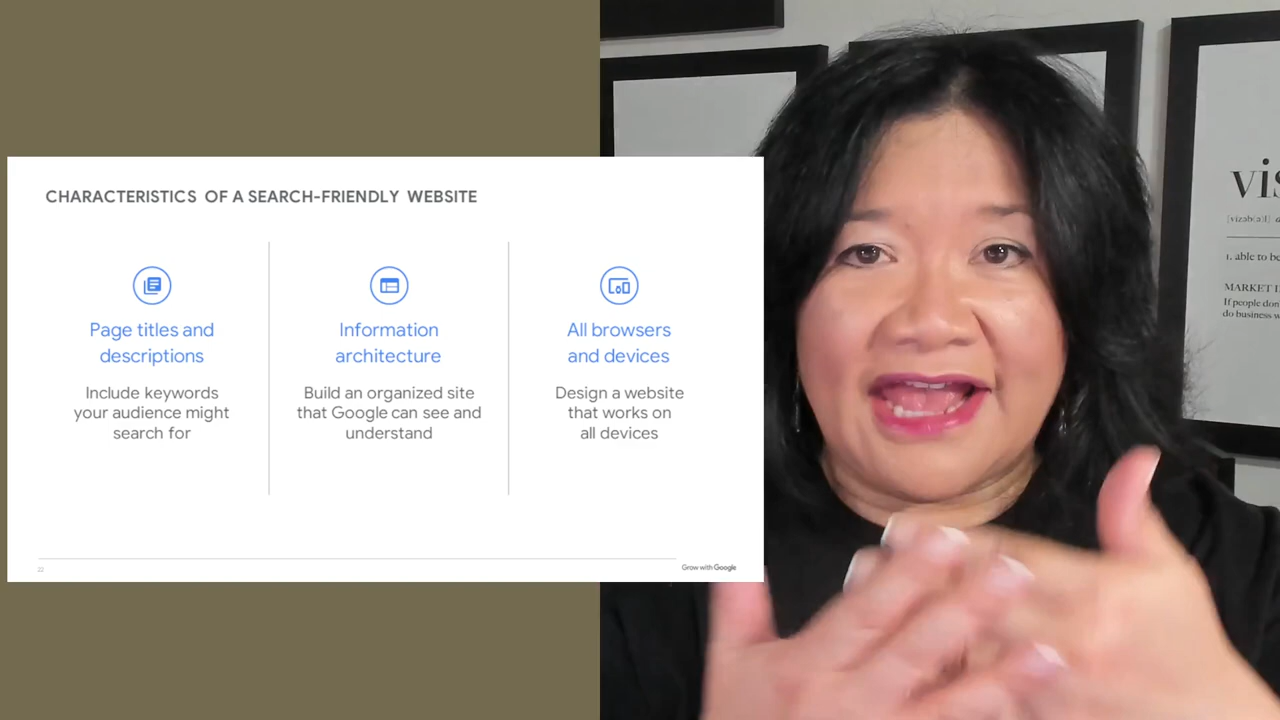 CHARACTERISTICS OF A SEARCH-FRIENDLY WEBSITE
Page titles and
descriptions
Include keywords
your audience might
search for
Information
architecture
Build an organized site
that Google can see and
understand
All browsers
and devices
Design a website
that works on
all devices
22
Grow with Google
vis
1. able to be
MARKET
If people don
do business w